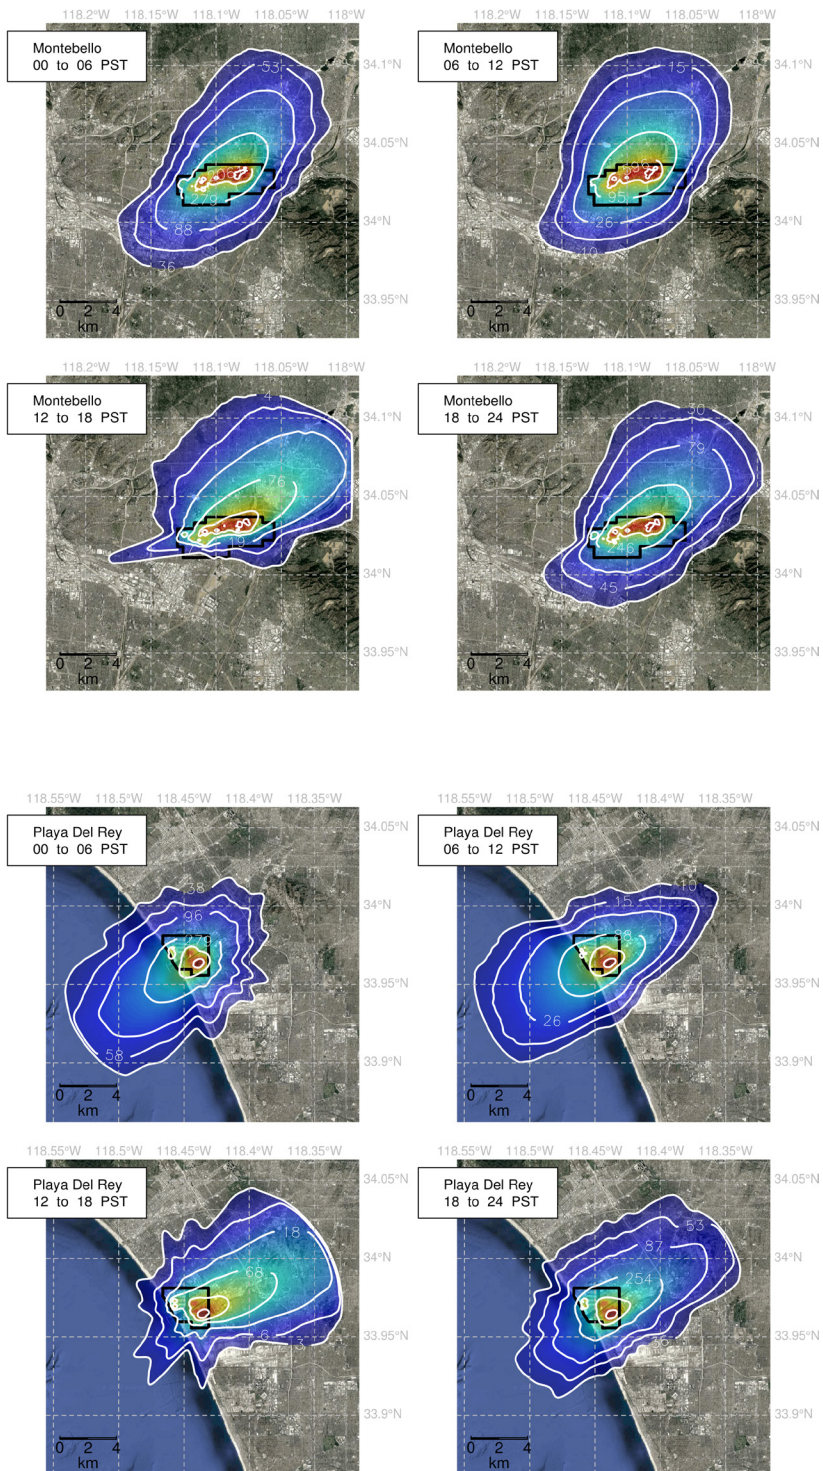 118.2°W 118.15°W 118.1°W 118.05°W 118°W
118.2°W 118.15°W 118.1°W 118.05°W 118°W
Montebello
00 to 06 PST
53
279
88
36
0 2 4
km
Montebello
06 to 12 PST
15
95
26
10
0 2 4
km
34.1°N
34.05°N
34°N
33.95°N
34.1°N
34.05°N
34°N
33.95°N
118.2°W 118.15°W 118.1°W 118.05°W 118°W
118.2°W 118.15°W 118.1°W 118.05°W 118°W
Montebello
12 to 18 PST
4
76
19
0 2 4
km
Montebello
18 to 24 PST
30
79
246
45
0 2 4
km
34.1°N
34.05°N
34°N
33.95°N
34.1°N
34.05°N
34°N
33.95°N
118.55°W 118.5°W 118.45°W 118.4°W 118.35°W
118.55°W 118.5°W 118.45°W 118.4°W 118.35°W
Playa Del Rey
00 to 06 PST
38
96
58
0 2 4
km
Playa Del Rey
06 to 12 PST
10
15
86
26
0 2 4
km
34.05°N
34°N
33.95°N
33.9°N
34.05°N
34°N
33.95°N
33.9°N
118.55°W 118.5°W 118.45°W 118.4°W 118.35°W
118.55°W 118.5°W 118.45°W 118.4°W 118.35°W
Playa Del Rey
12 to 18 PST
18
68
6
3
0 2 4
km
Playa Del Rey
18 to 24 PST
53
87
254
0 2 4
km
34.05°N
34°N
33.95°N
33.9°N
34.05°N
34°N
33.95°N
33.9°N